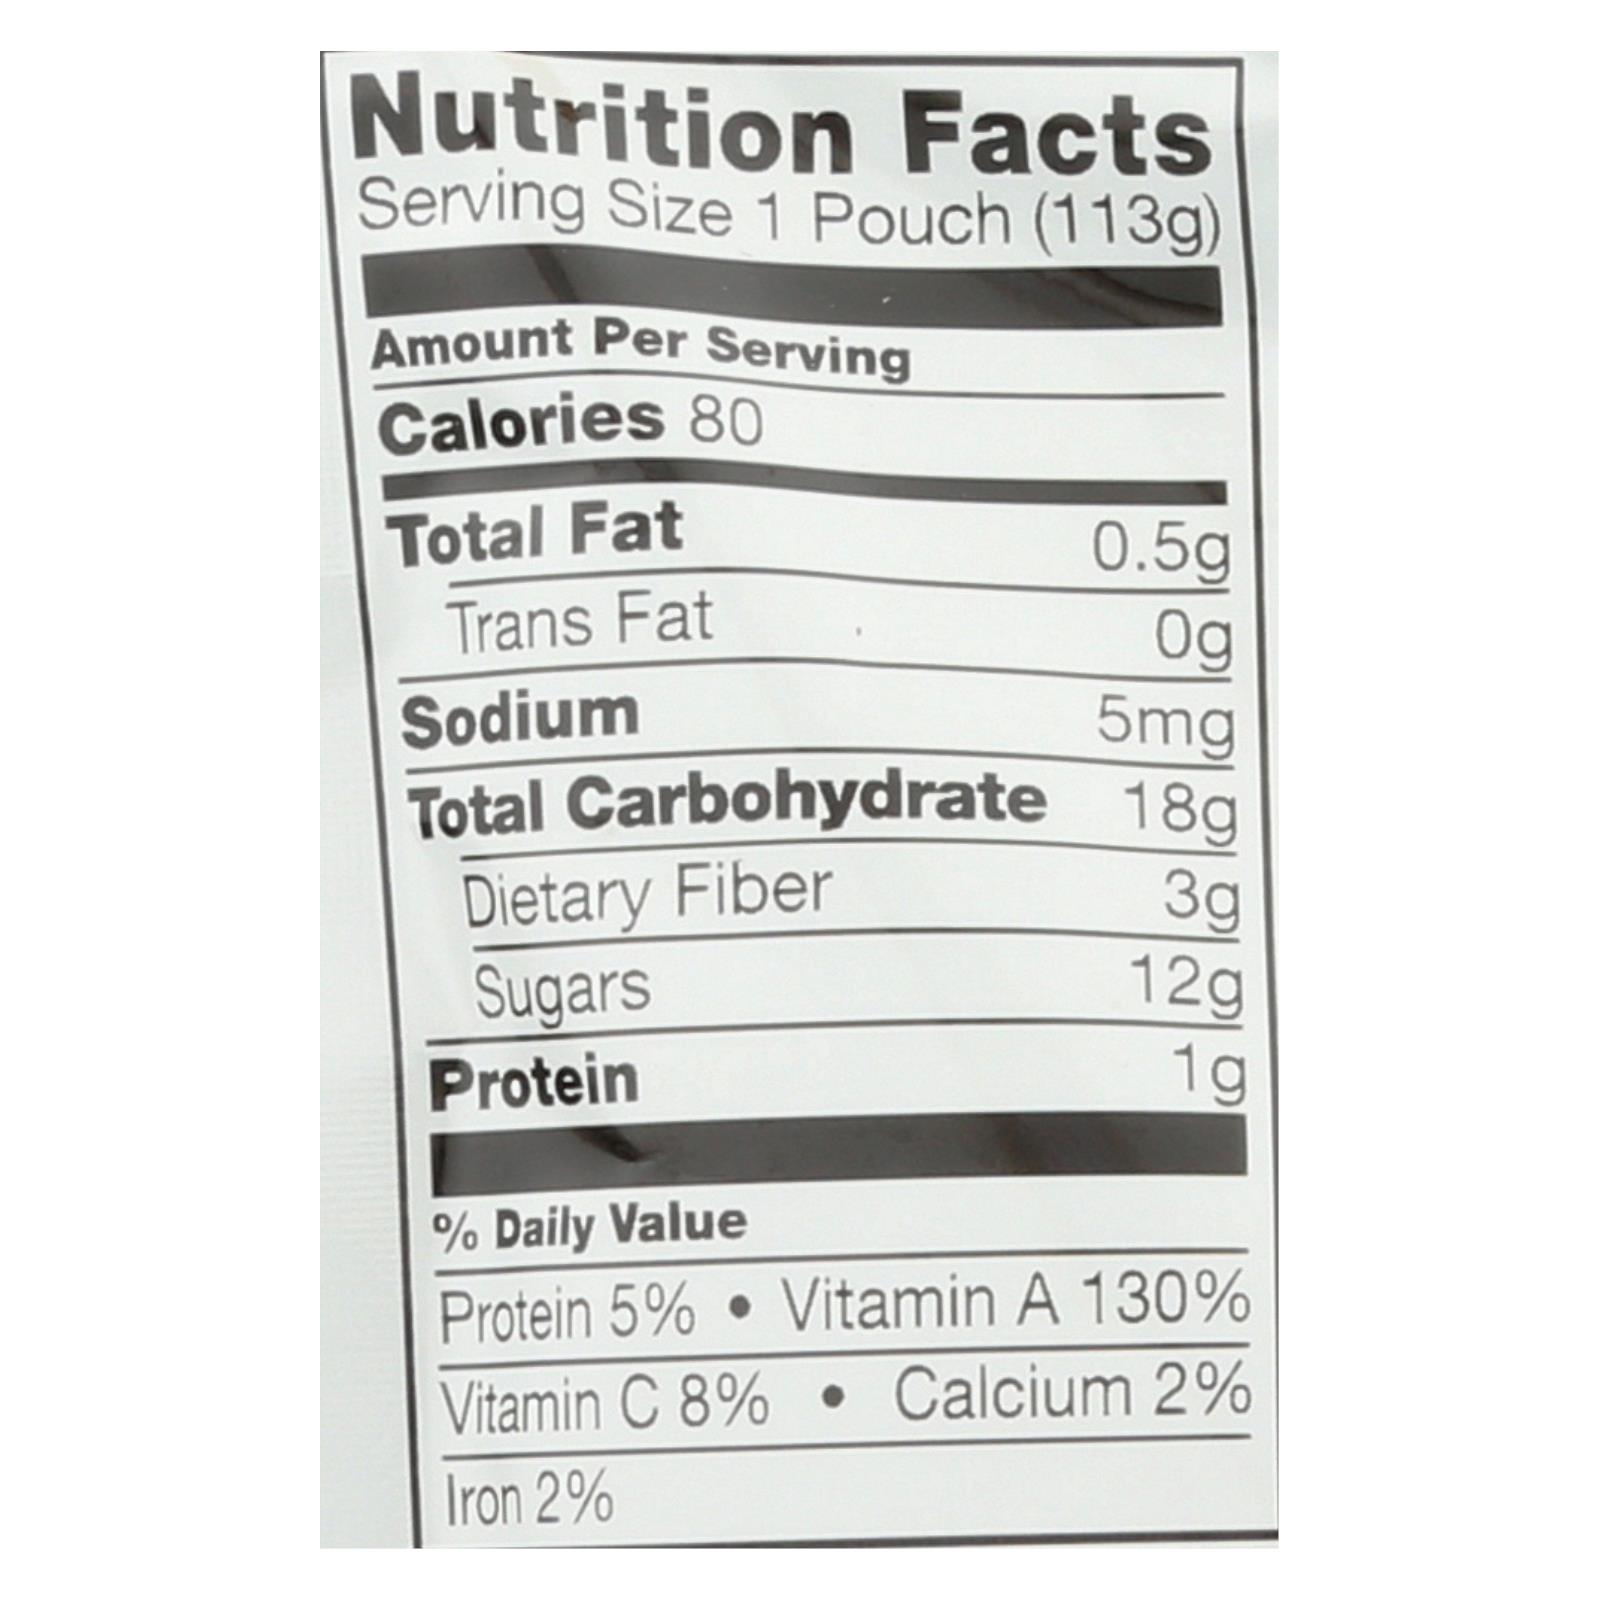 Nutrition Facts
Serving Size 1 Pouch (113g)
Amount Per Serving
Calories 80
Total Fat 0.5g
Trans Fat 0g
Sodium 5mg
Total Carbohydrate 18g
Dietary Fiber 3g
Sugars 12g
Protein 1g
% Daily Value
Protein 5% • Vitamin A 130%
Vitamin C 8% • Calcium 2%
Iron 2%